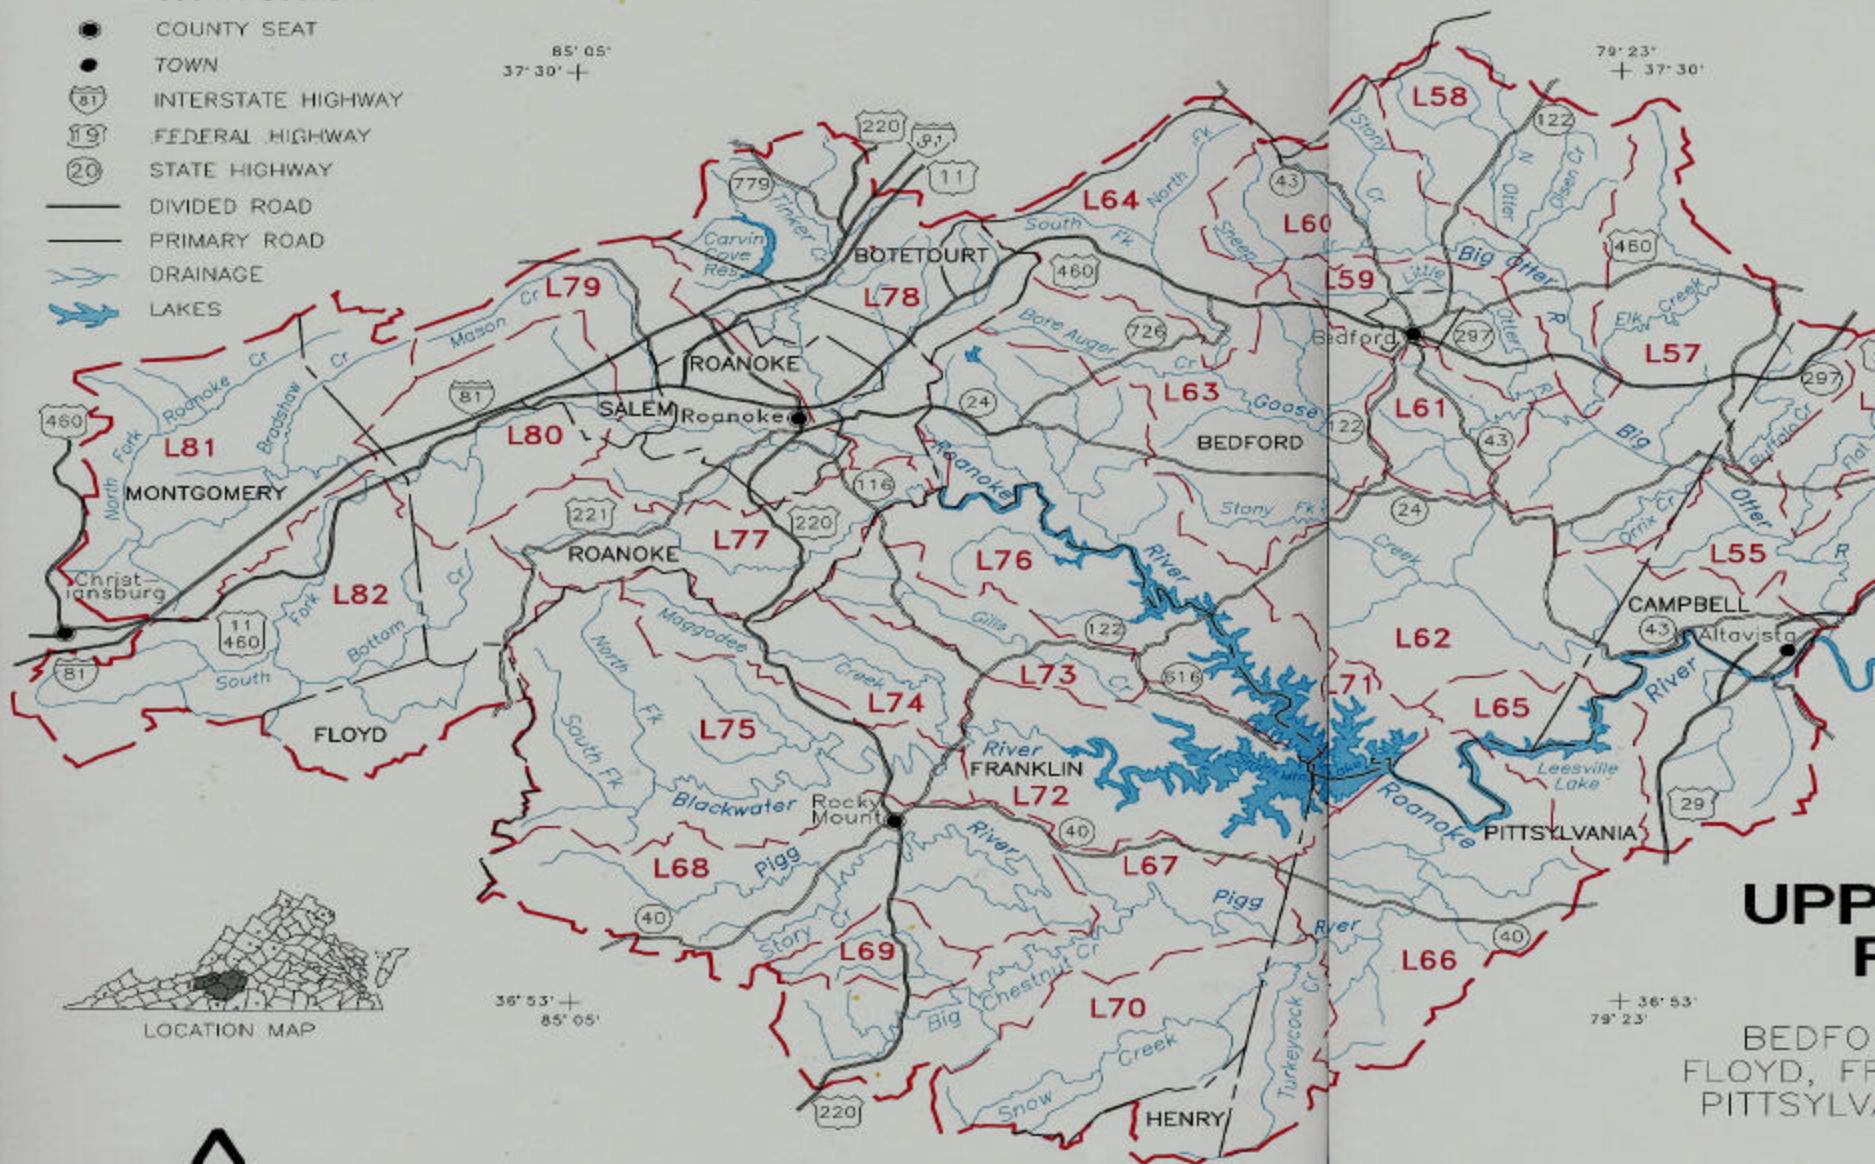 COUNTY SEAT
TOWN
81 INTERSTATE HIGHWAY
19 FEDERAL HIGHWAY
20 STATE HIGHWAY
DIVIDED ROAD
PRIMARY ROAD
DRAINAGE
LAKES
85° 05'
37° 30'
79° 23'
37° 30'
L58
122
Stony
Cr
N
Otter
Olsen Cr
220
81
11
779
Tinker Cr
Carvin
Cove
Res
BOTETOURT
L64
North
Fk
43
L60
Sheep
South
Fk
460
Big Otter
460
L59
Little
L79
L78
Mason
Cr
Bore Auger
Cr
726
Bedford
297
Otter
R
R
Elk
Creek
L57
297
ROANOKE
81
SALEM
Roanoke
24
L63
Goose
122
L61
43
Big
Buffalo Cr
Flat
460
Roanoke
Cr
Bradshaw
Cr
North
Fork
L81
L80
BEDFORD
MONTGOMERY
Roanoke
116
Stony
Fk
24
Orrix Cr
Otter
R
221
220
ROANOKE
L77
L76
River
Creek
L55
Christ-
iansburg
L82
Fork
Cr
Bottom
11
460
81
South
FLOYD
North
Fk
Maggodee
Creek
Gills
Cr
122
L73
616
L71
L62
CAMPBELL
43
Altavista
River
L65
L75
L74
South Fk
River
FRANKLIN
L72
Lake
Leesville
Lake
29
Blackwater
Rocky
Mount
River
40
Roanoke
PITTSYLVANIA
L68
Pigg
L67
Pigg
River
40
Story
Cr
L69
Big
Chestnut Cr
L66
40
L70
Snow
Creek
Turkeycock
Cr
220
HENRY
36° 53'
85° 05'
36° 53'
79° 23'
LOCATION MAP
UPP
BEDFO
FLOYD, FR
PITTSYLVA